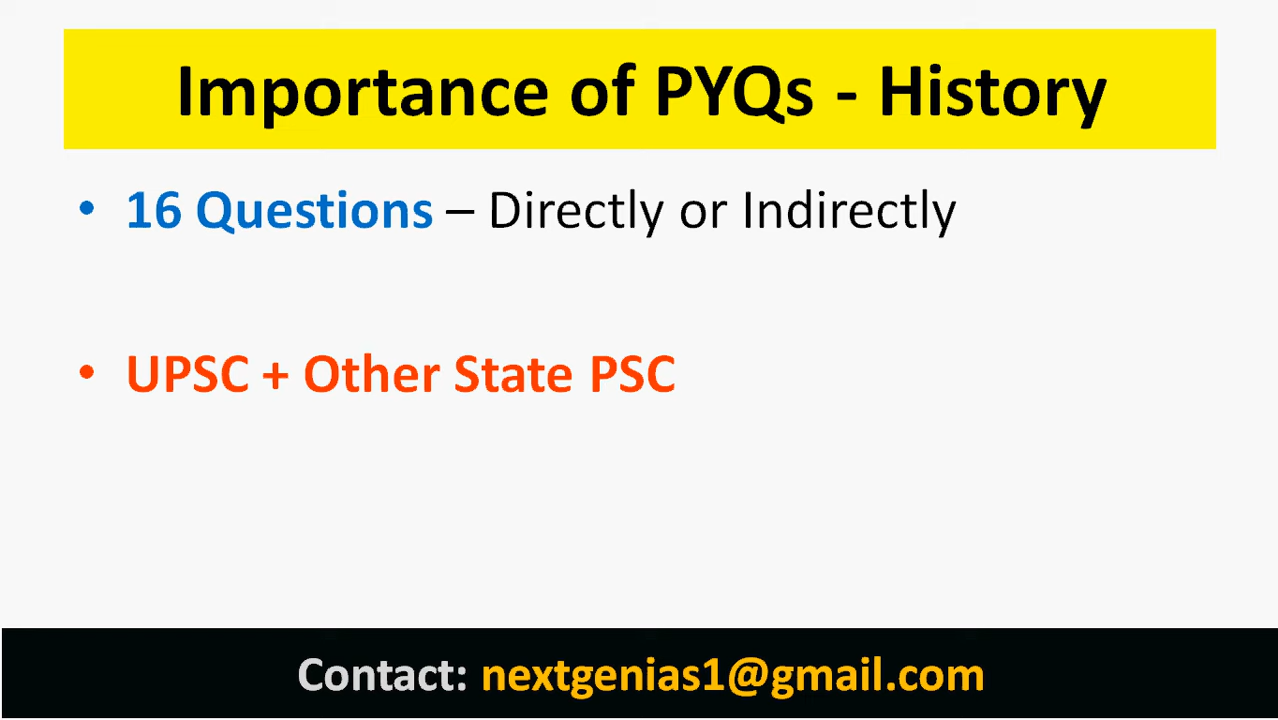 Importance of PYQs - History
• 16 Questions – Directly or Indirectly
• UPSC + Other State PSC
Contact: nextgenias1@gmail.com